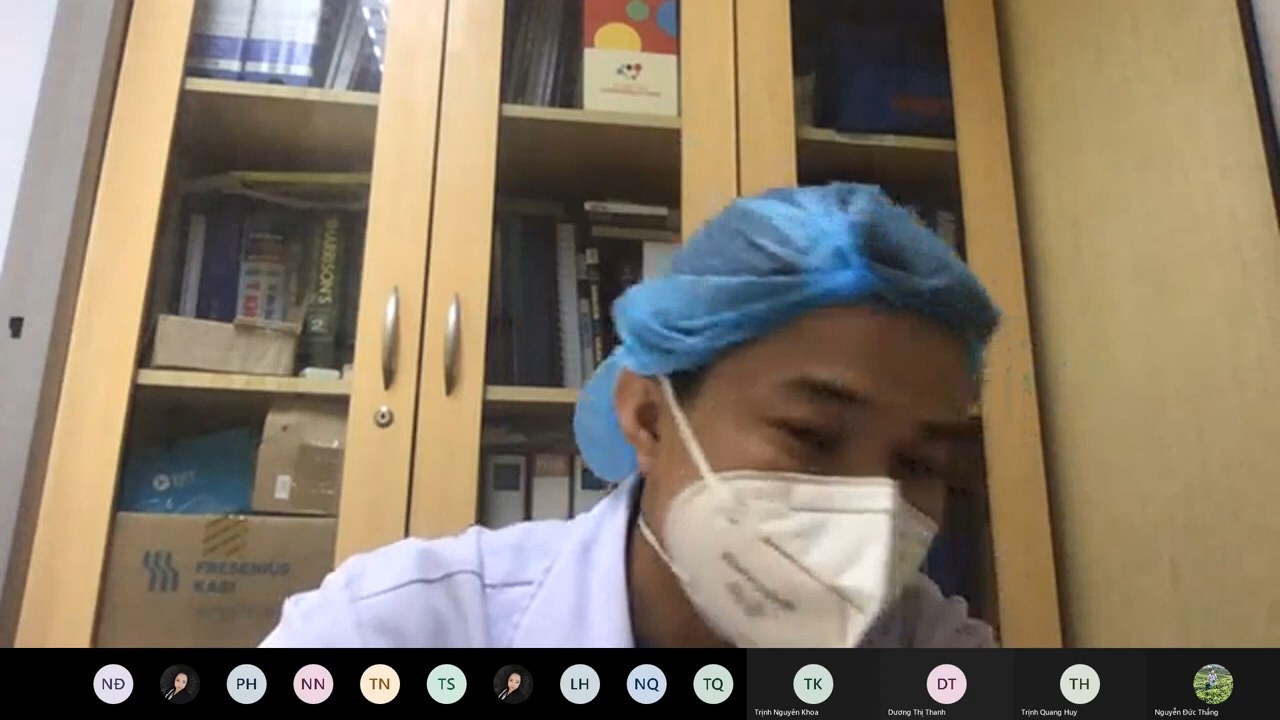 HARRISON'S
2
FRESENIUS
KABI
NĐ
PH
NN
TN
TS
LH
NQ
TQ
TK
DT
TH
Trịnh Nguyên Khoa
Dương Thị Thanh
Trịnh Quang Huy
Nguyễn Đức Thắng